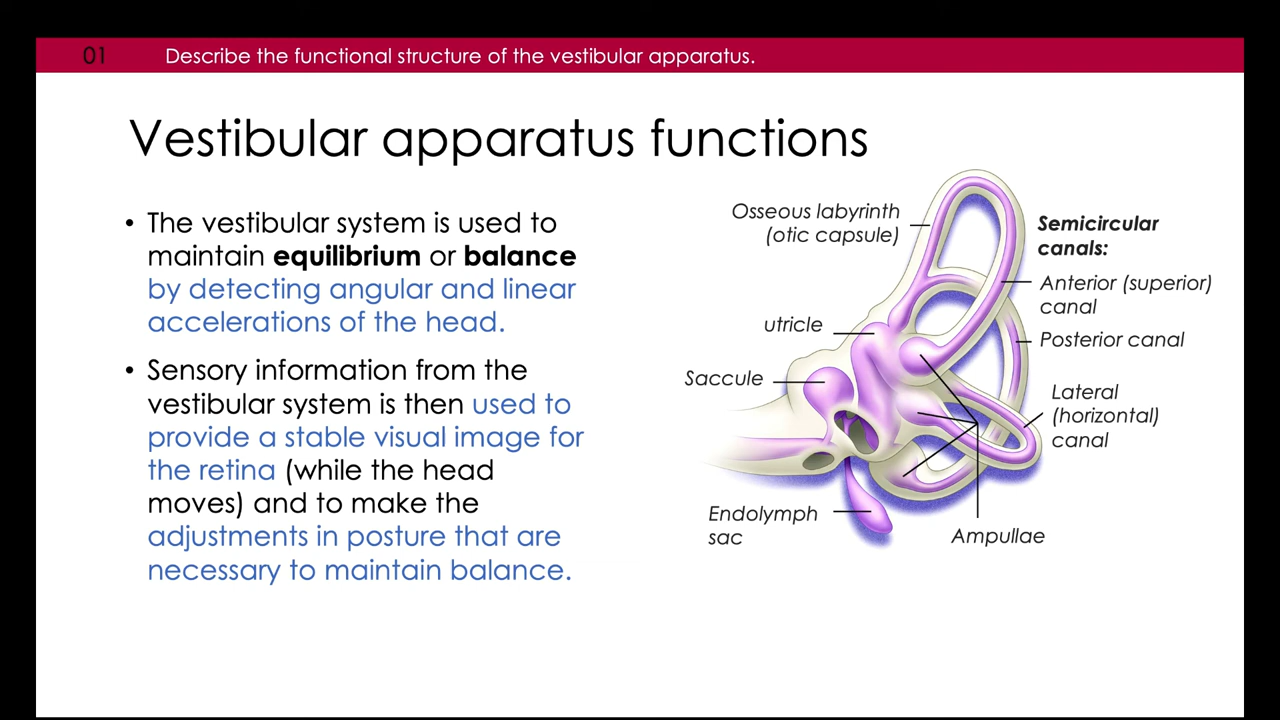 01 Describe the functional structure of the vestibular apparatus.
Vestibular apparatus functions
• The vestibular system is used to
maintain equilibrium or balance
by detecting angular and linear
accelerations of the head.
• Sensory information from the
vestibular system is then used to
provide a stable visual image for
the retina (while the head
moves) and to make the
adjustments in posture that are
necessary to maintain balance.
Osseous labyrinth
(otic capsule)
utricle
Saccule
Endolymph
sac
Semicircular
canals:
Anterior (superior)
canal
Posterior canal
Lateral
(horizontal)
canal
Ampullae